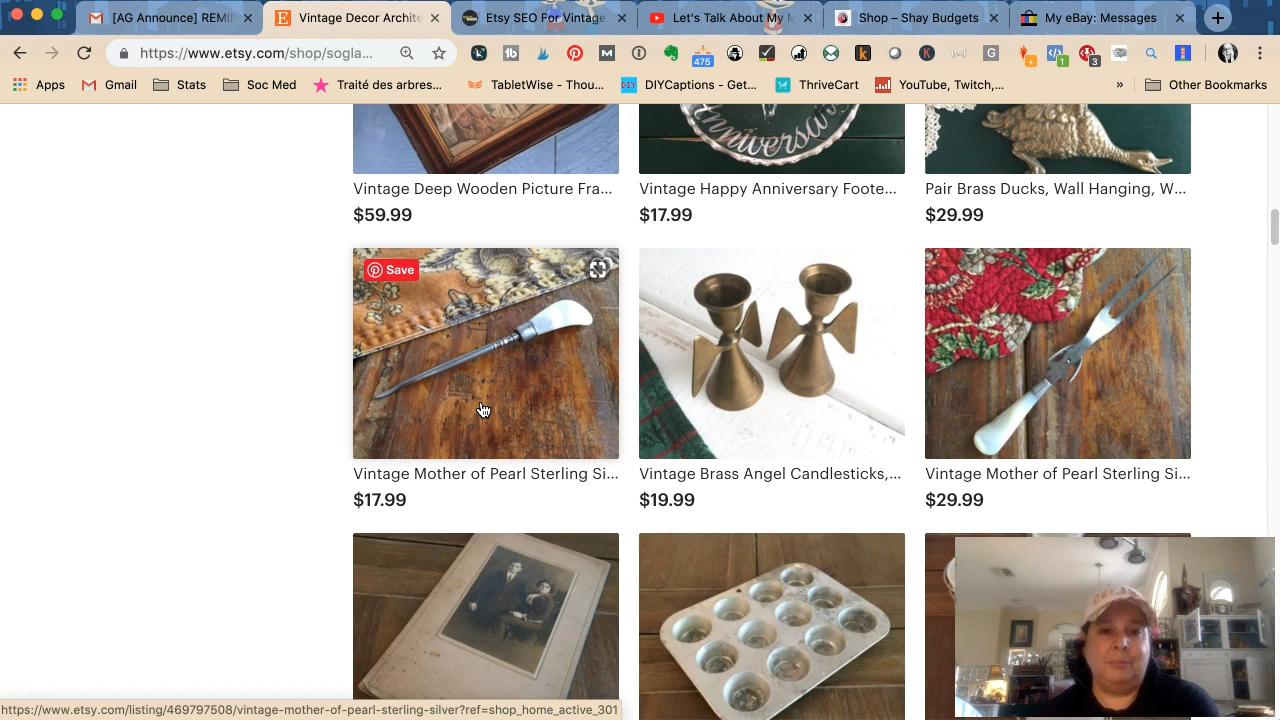 [AG Announce] REMI
Vintage Decor Archite
Etsy SEO For Vintage
Let's Talk About My
Shop – Shay Budgets
My eBay: Messages
https://www.etsy.com/shop/sogla...
475
1
3
Apps
Gmail
Stats
Soc Med
Traité des arbres...
TabletWise - Thou...
DIY
DIYCaptions - Get...
ThriveCart
YouTube, Twitch,...
»
Other Bookmarks
Anniversary
Vintage Deep Wooden Picture Fra...
$59.99
Vintage Happy Anniversary Foote...
$17.99
Pair Brass Ducks, Wall Hanging, W...
$29.99
Save
Vintage Mother of Pearl Sterling Si...
$17.99
Vintage Brass Angel Candlesticks,...
$19.99
Vintage Mother of Pearl Sterling Si...
$29.99
https://www.etsy.com/listing/469797508/vintage-mother-of-pearl-sterling-silver?ref=shop_home_active_301